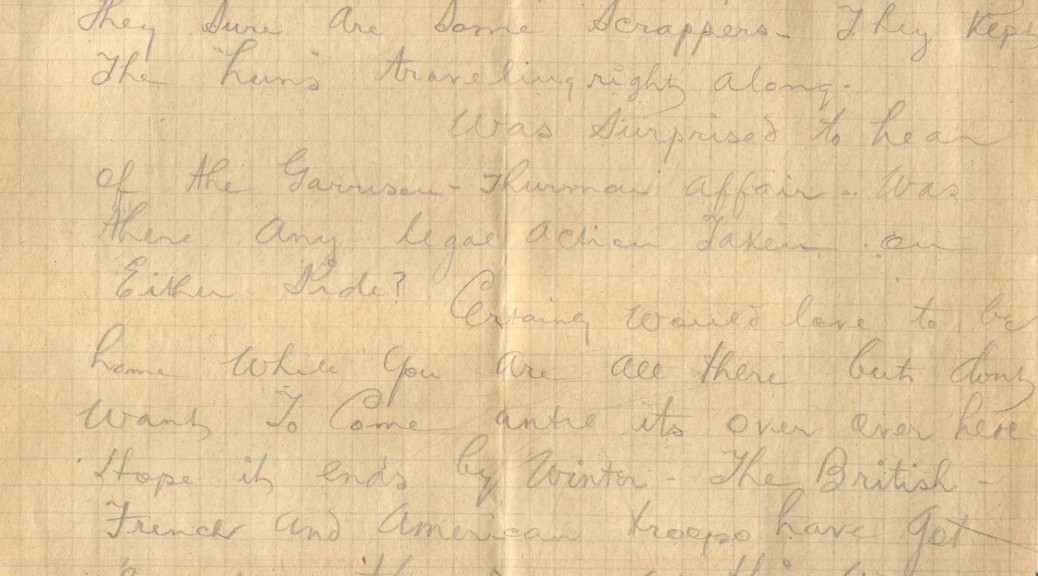 They Sure Are Some Scrappers - They Kept
The "huns" traveling right along.
Was Surprised to hear
of the Garrison - Thurman affair .. Was
there Any legal action Taken on
Either Side?
Certainly Would love to be
home While You are all there but dont
Want To Come until its over over here
Hope it ends by Winter - The British -
French and American troops have got